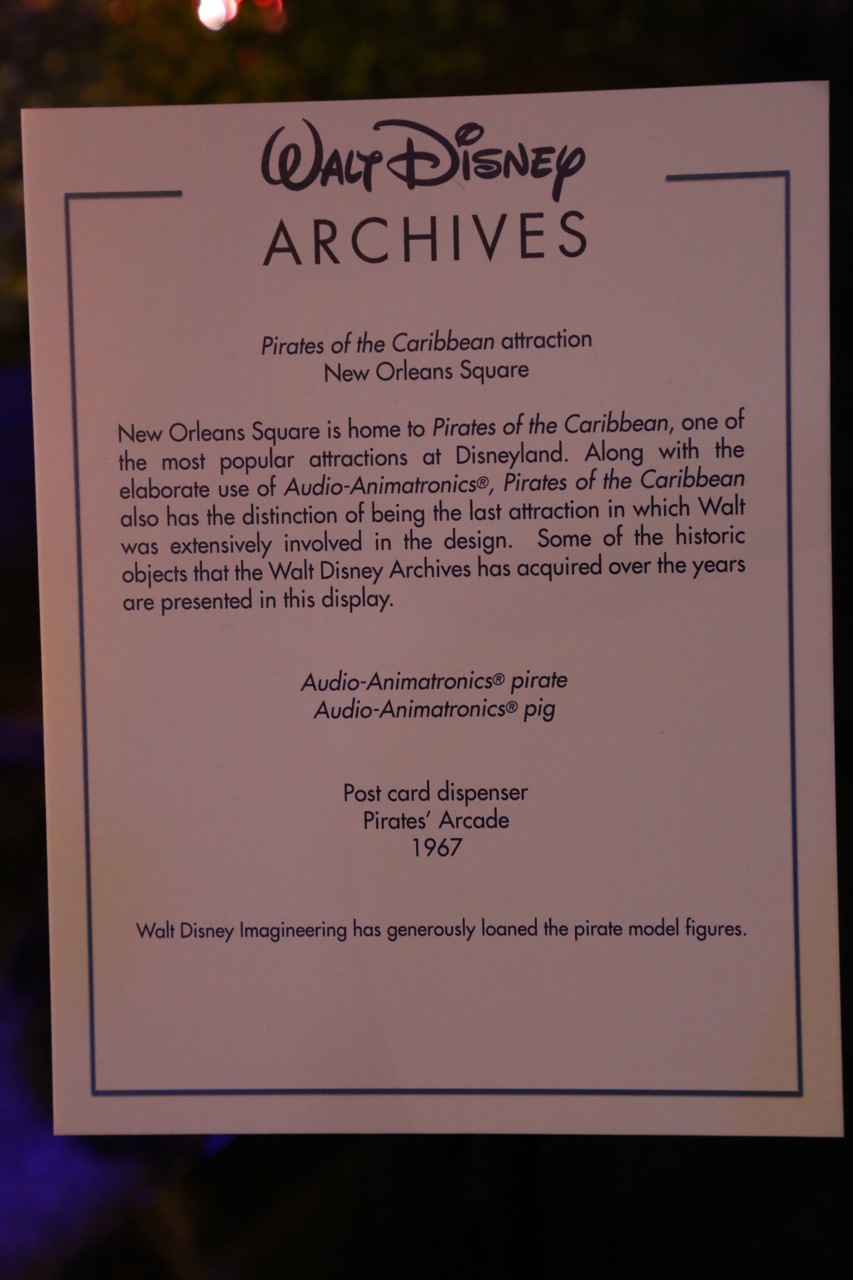 Walt Disney
ARCHIVES
Pirates of the Caribbean attraction
New Orleans Square
New Orleans Square is home to Pirates of the Caribbean, one of
the most popular attractions at Disneyland. Along with the
elaborate use of Audio-Animatronics®, Pirates of the Caribbean
also has the distinction of being the last attraction in which Walt
was extensively involved in the design. Some of the historic
objects that the Walt Disney Archives has acquired over the years
are presented in this display.
Audio-Animatronics® pirate
Audio-Animatronics® pig
Post card dispenser
Pirates’ Arcade
1967
Walt Disney Imagineering has generously loaned the pirate model figures.